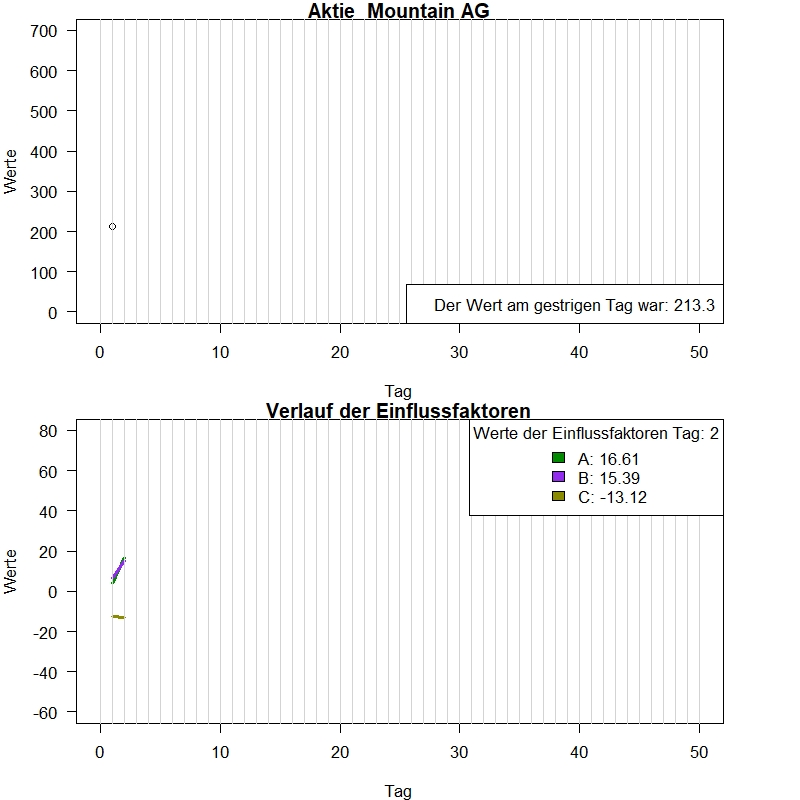 Aktie  Mountain AG
700
600
500
400
300
200
100
0
Werte
Der Wert am gestrigen Tag war: 213.3
0 10 20 30 40 50
Tag
Verlauf der Einflussfaktoren
80
60
40
20
0
-20
-40
-60
Werte
Werte der Einflussfaktoren Tag: 2
A: 16.61
B: 15.39
C: -13.12
0 10 20 30 40 50
Tag